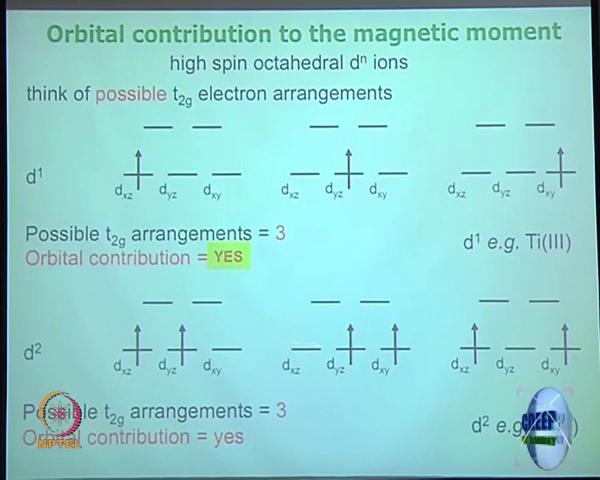 Orbital contribution to the magnetic moment
high spin octahedral dⁿ ions
think of possible t₂g electron arrangements
d¹
dxz dyz dxy dxz dyz dxy dxz dyz dxy
Possible t₂g arrangements = 3
d¹ e.g. Ti(III)
Orbital contribution = YES
d²
dxz dyz dxy dxz dyz dxy dxz dyz dxy
Possible t₂g arrangements = 3
d² e.g.
Orbital contribution = yes
NPTEL
CDEEP